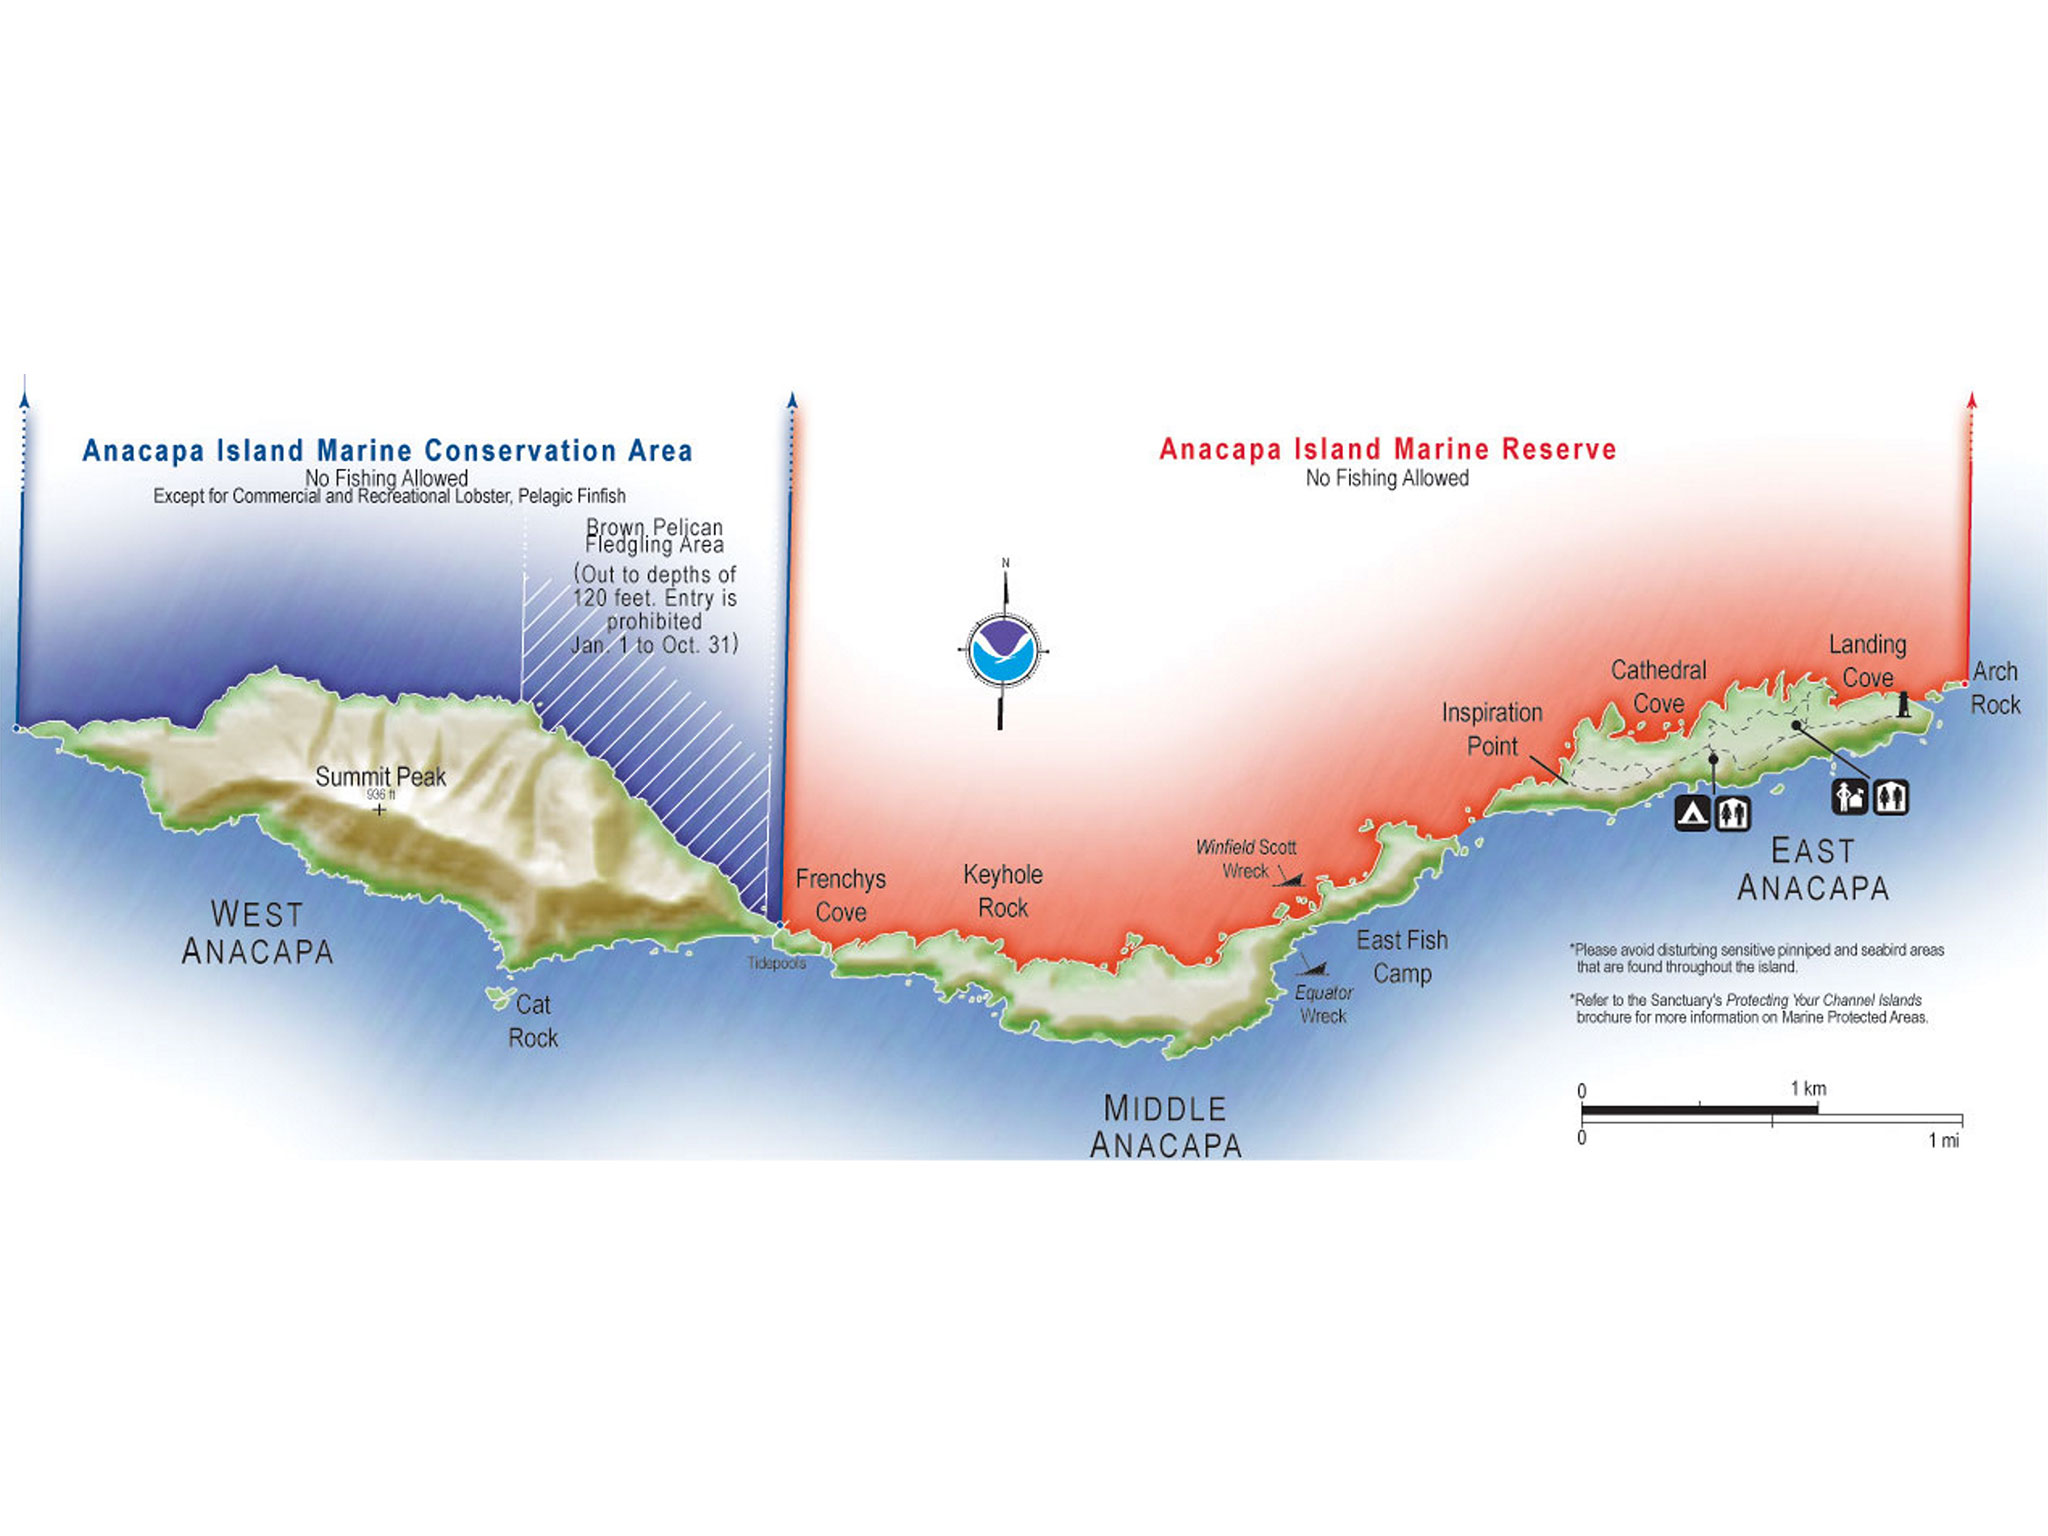 Anacapa Island Marine Conservation Area
No Fishing Allowed
Except for Commercial and Recreational Lobster, Pelagic Finfish
Brown Pelican
Fledgling Area
(Out to depths of
120 feet. Entry is
prohibited
Jan. 1 to Oct. 31)
Anacapa Island Marine Reserve
No Fishing Allowed
N
Summit Peak
936 ft
WEST
ANACAPA
Cat
Rock
Tidepools
Frenchys
Cove
Keyhole
Rock
Winfield Scott
Wreck
East Fish
Camp
Equator
Wreck
MIDDLE
ANACAPA
Inspiration
Point
Cathedral
Cove
Landing
Cove
Arch
Rock
EAST
ANACAPA
*Please avoid disturbing sensitive pinniped and seabird areas
that are found throughout the island.
*Refer to the Sanctuary's Protecting Your Channel Islands
brochure for more information on Marine Protected Areas.
0 1 km
0 1 mi